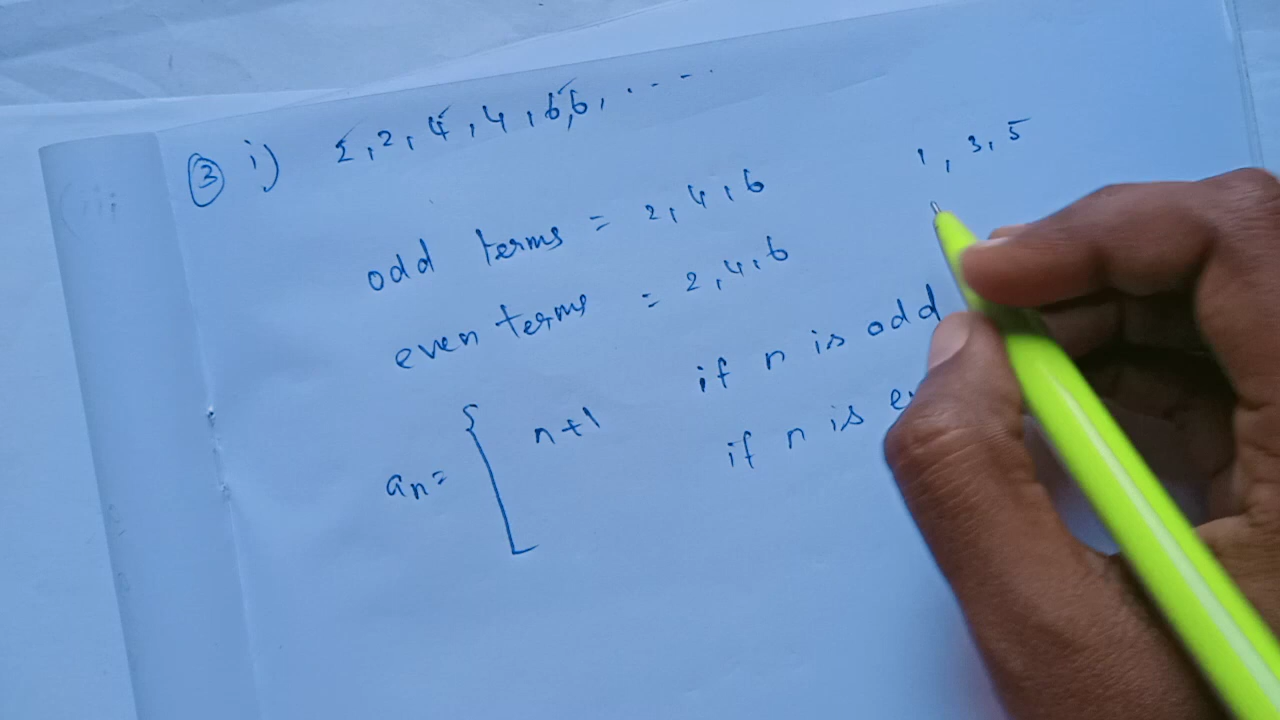 ③ i) 2, 2, 4, 4, 6, 6, ....
1, 3, 5
odd terms = 2, 4, 6
even terms = 2, 4, 6
an = { n+1 if n is odd
if n is